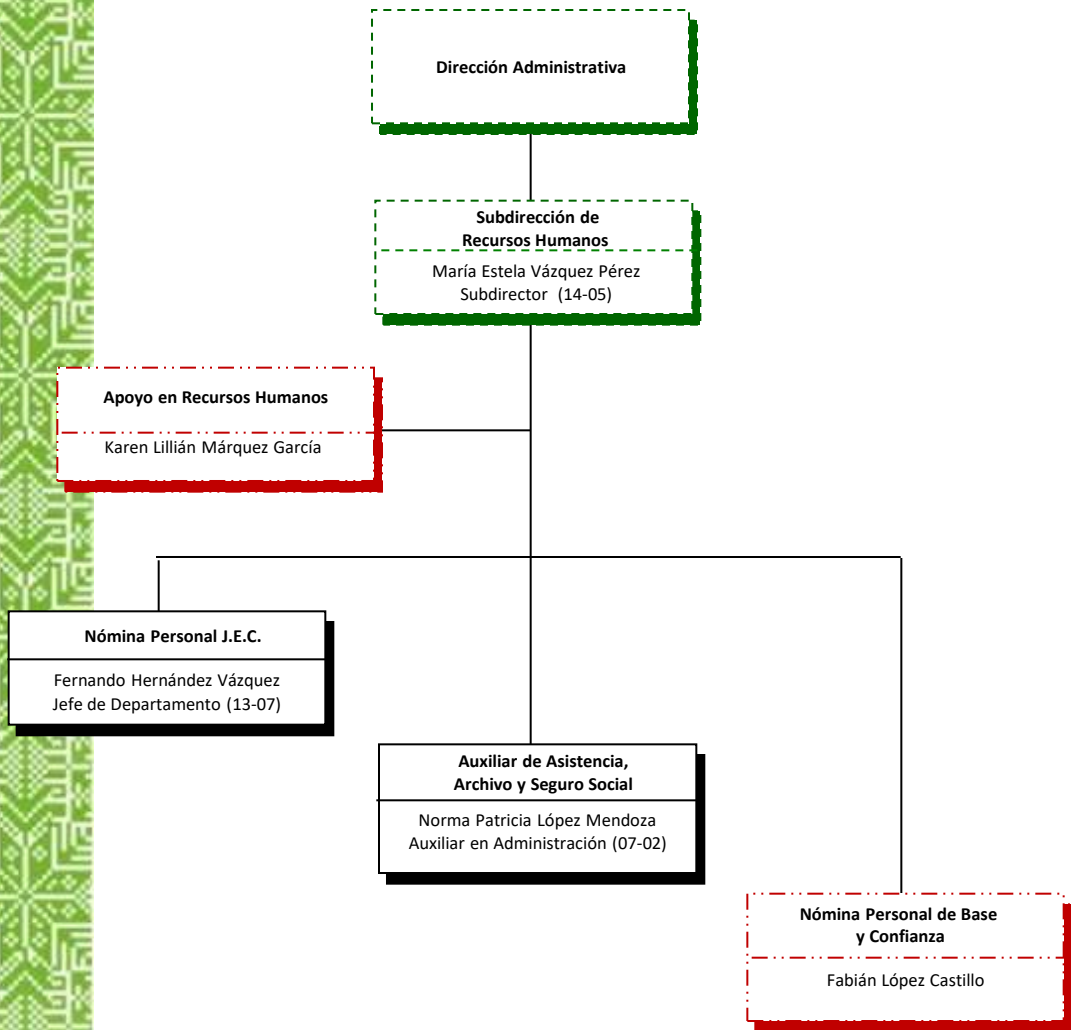 Dirección Administrativa
Subdirección de
Recursos Humanos
María Estela Vázquez Pérez
Subdirector (14-05)
Apoyo en Recursos Humanos
Karen Lillián Márquez García
Nómina Personal J.E.C.
Fernando Hernández Vázquez
Jefe de Departamento (13-07)
Auxiliar de Asistencia,
Archivo y Seguro Social
Norma Patricia López Mendoza
Auxiliar en Administración (07-02)
Nómina Personal de Base
y Confianza
Fabián López Castillo